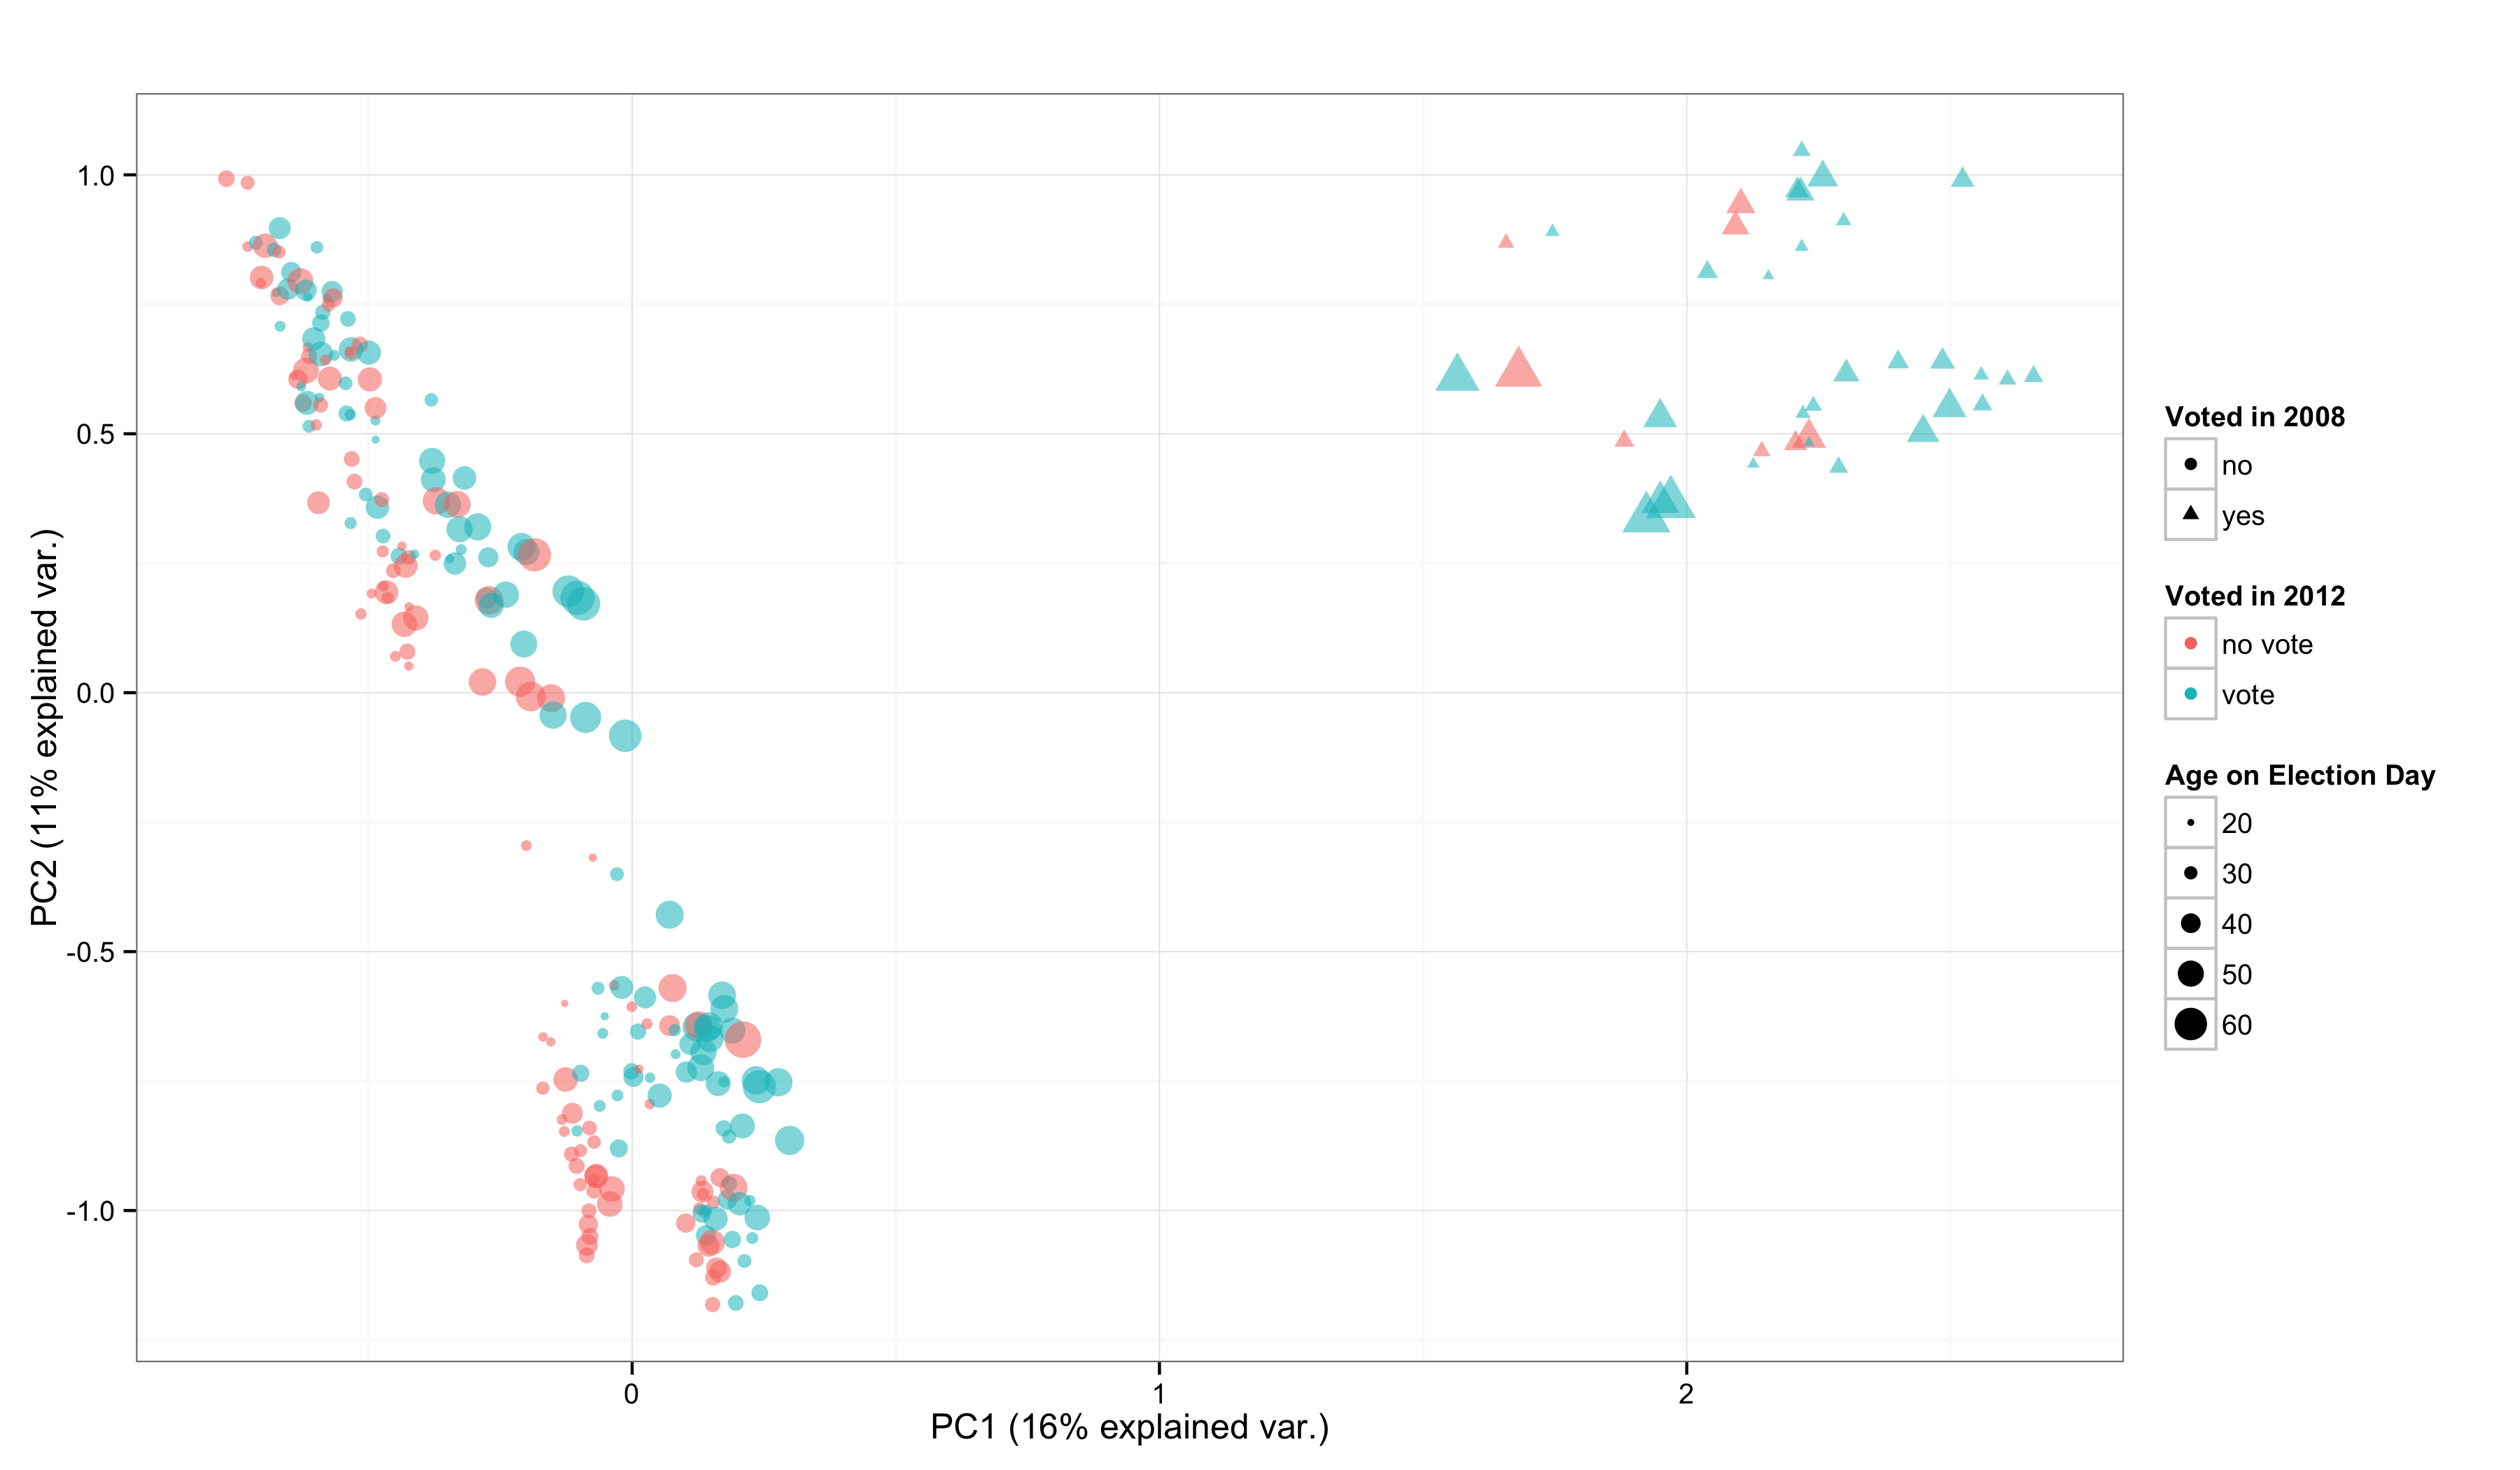 1.0
0.5
0.0
-0.5
-1.0
PC2 (11% explained var.)
0
1
2
PC1 (16% explained var.)
Voted in 2008
no
yes
Voted in 2012
no vote
vote
Age on Election Day
20
30
40
50
60